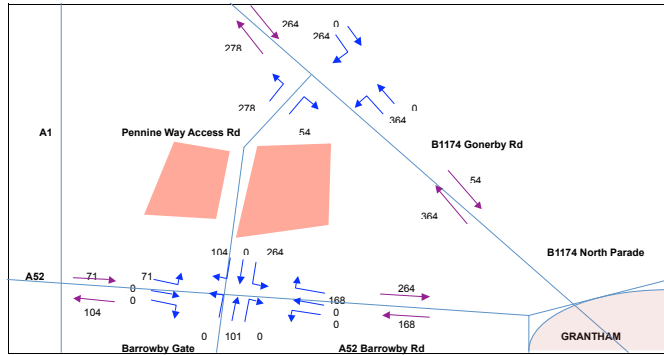 264 0
264
278
231
278 0
364
54
A1 Pennine Way Access Rd B1174 Gonerby Rd
54
364
B1174 North Parade
104 0 264
A52 71 71
0
0 264
168
0
104 168
0
0 101 0
GRANTHAM
Barrowby Gate A52 Barrowby Rd